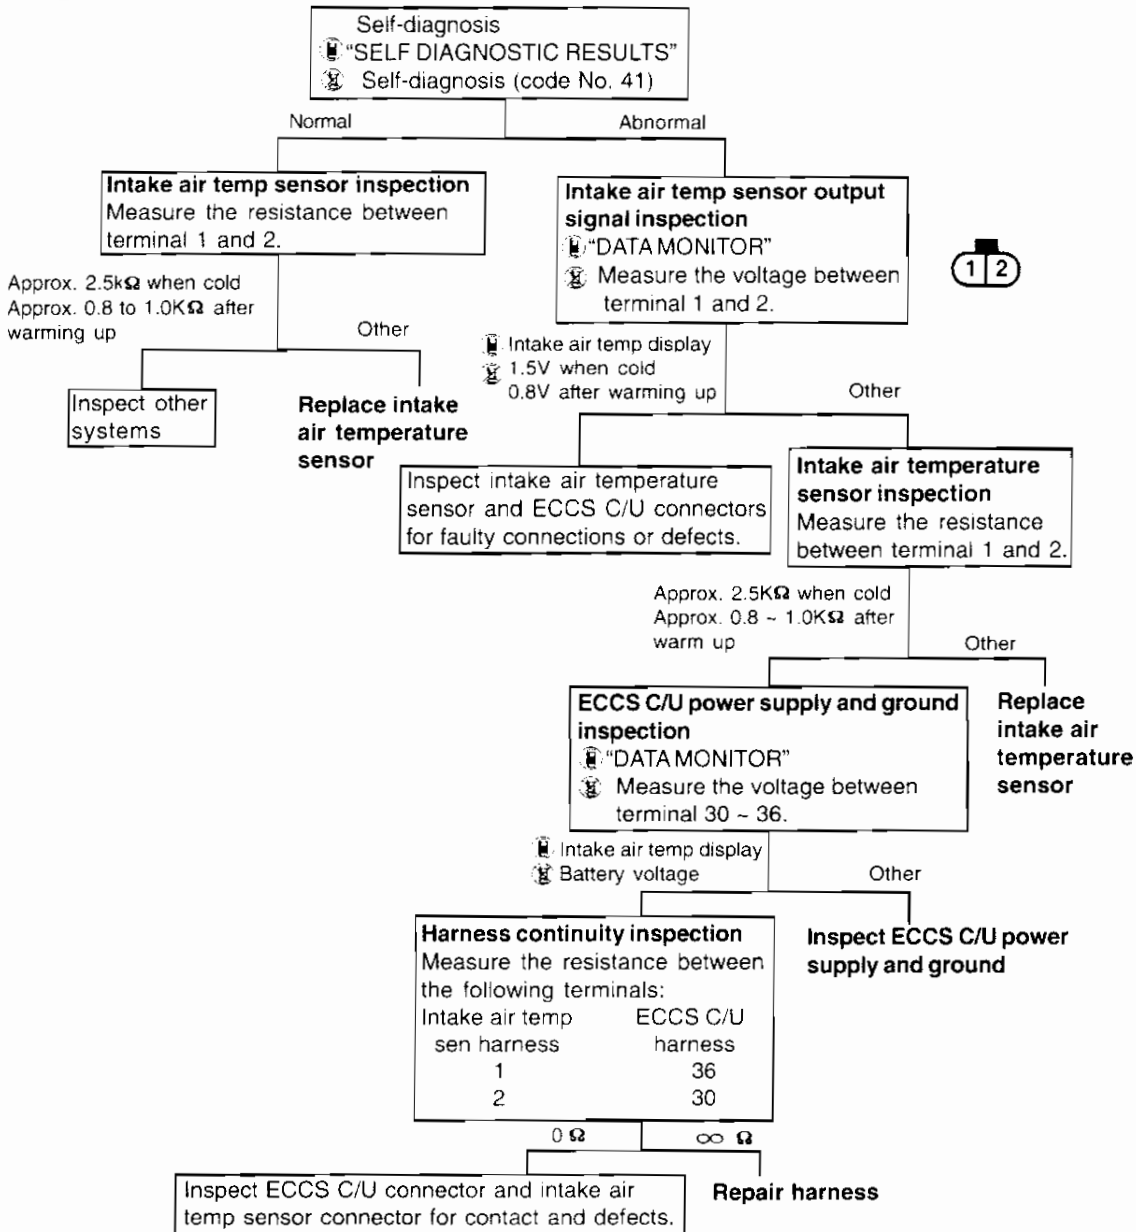 Self-diagnosis
"SELF DIAGNOSTIC RESULTS"
Self-diagnosis (code No. 41)
Normal
Abnormal
Intake air temp sensor inspection
Measure the resistance between
terminal 1 and 2.
Intake air temp sensor output
signal inspection
"DATA MONITOR"
Measure the voltage between
terminal 1 and 2.
1 2
Approx. 2.5kΩ when cold
Approx. 0.8 to 1.0KΩ after
warming up
Other
Intake air temp display
1.5V when cold
0.8V after warming up
Other
Inspect other
systems
Replace intake
air temperature
sensor
Inspect intake air temperature
sensor and ECCS C/U connectors
for faulty connections or defects.
Intake air temperature
sensor inspection
Measure the resistance
between terminal 1 and 2.
Approx. 2.5KΩ when cold
Approx. 0.8 ~ 1.0KΩ after
warm up
Other
ECCS C/U power supply and ground
inspection
"DATA MONITOR"
Measure the voltage between
terminal 30 ~ 36.
Replace
intake air
temperature
sensor
Intake air temp display
Battery voltage
Other
Harness continuity inspection
Measure the resistance between
the following terminals:
Intake air temp ECCS C/U
sen harness harness
1 36
2 30
Inspect ECCS C/U power
supply and ground
0 Ω
∞ Ω
Inspect ECCS C/U connector and intake air
temp sensor connector for contact and defects.
Repair harness